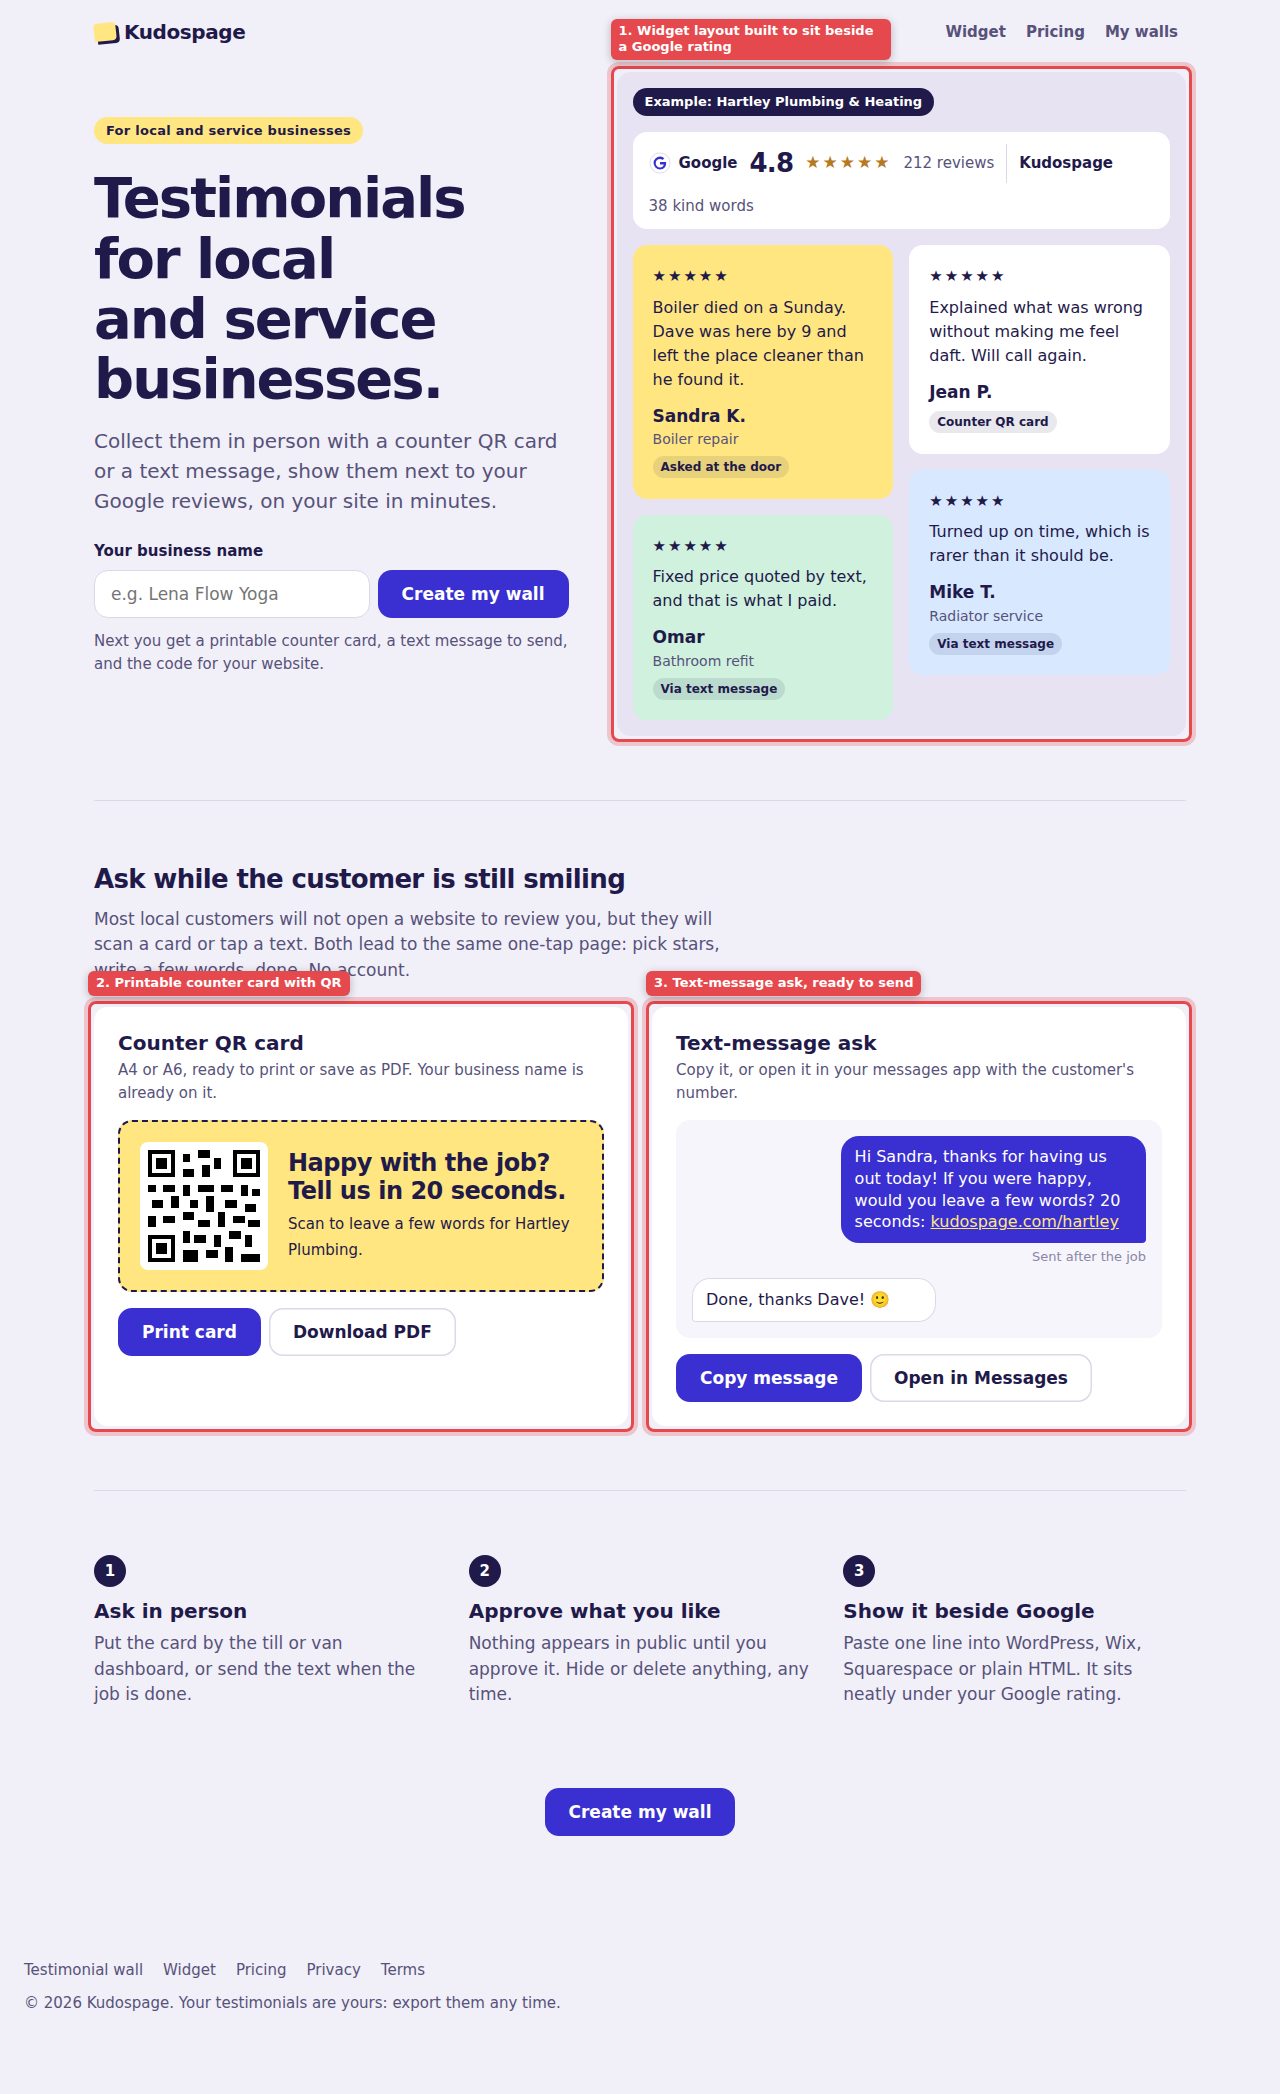 Kudospage
1. Widget layout built to sit beside
a Google rating
Widget Pricing My walls
For local and service businesses
Testimonials
for local
and service
businesses.
Collect them in person with a counter QR card
or a text message, show them next to your
Google reviews, on your site in minutes.
Your business name
e.g. Lena Flow Yoga
Create my wall
Next you get a printable counter card, a text message to send,
and the code for your website.
Example: Hartley Plumbing & Heating
G Google 4.8 ★★★★★ 212 reviews Kudospage
38 kind words
★★★★★
Boiler died on a Sunday.
Dave was here by 9 and
left the place cleaner than
he found it.
Sandra K.
Boiler repair
Asked at the door
★★★★★
Fixed price quoted by text,
and that is what I paid.
Omar
Bathroom refit
Via text message
★★★★★
Explained what was wrong
without making me feel
daft. Will call again.
Jean P.
Counter QR card
★★★★★
Turned up on time, which is
rarer than it should be.
Mike T.
Radiator service
Via text message
Ask while the customer is still smiling
Most local customers will not open a website to review you, but they will
scan a card or tap a text. Both lead to the same one-tap page: pick stars,
write a few words, done. No account.
2. Printable counter card with QR
Counter QR card
A4 or A6, ready to print or save as PDF. Your business name is
already on it.
Happy with the job?
Tell us in 20 seconds.
Scan to leave a few words for Hartley
Plumbing.
Print card
Download PDF
3. Text-message ask, ready to send
Text-message ask
Copy it, or open it in your messages app with the customer's
number.
Hi Sandra, thanks for having us
out today! If you were happy,
would you leave a few words? 20
seconds: kudospage.com/hartley
Sent after the job
Done, thanks Dave! 🙂
Copy message
Open in Messages
1
Ask in person
Put the card by the till or van
dashboard, or send the text when the
job is done.
2
Approve what you like
Nothing appears in public until you
approve it. Hide or delete anything, any
time.
3
Show it beside Google
Paste one line into WordPress, Wix,
Squarespace or plain HTML. It sits
neatly under your Google rating.
Create my wall
Testimonial wall Widget Pricing Privacy Terms
© 2026 Kudospage. Your testimonials are yours: export them any time.